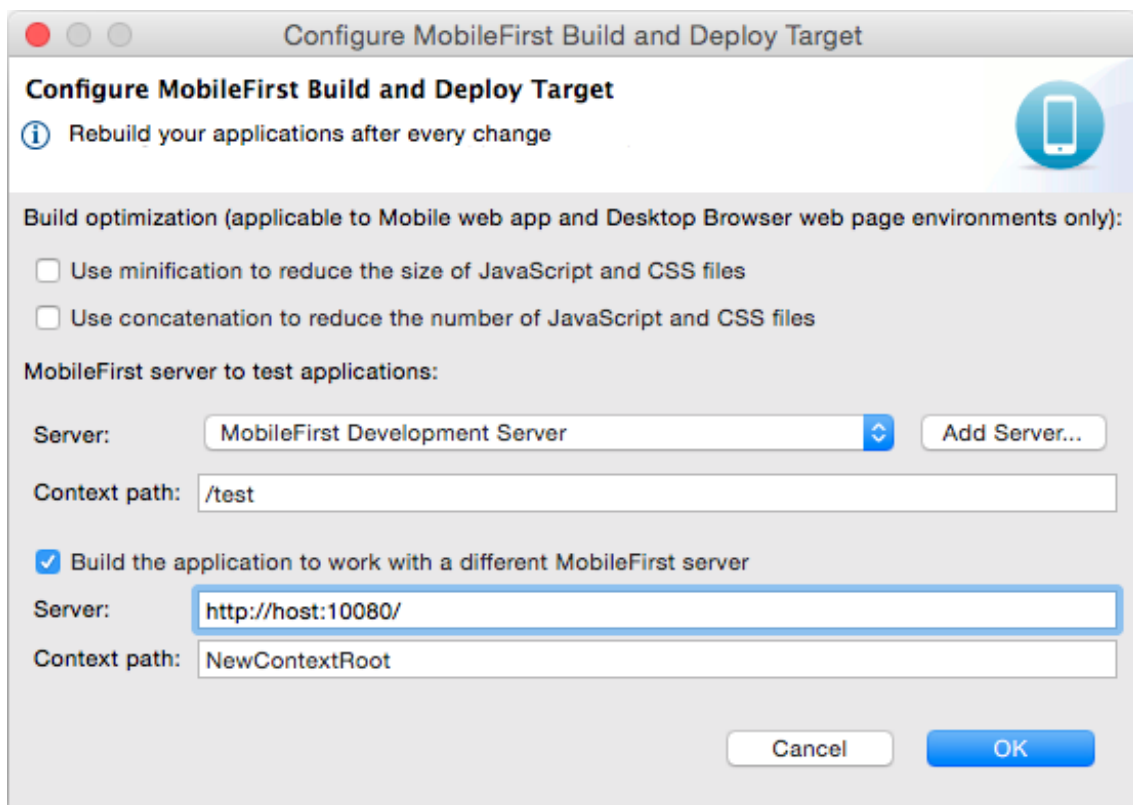 Configure MobileFirst Build and Deploy Target
Configure MobileFirst Build and Deploy Target
Rebuild your applications after every change
Build optimization (applicable to Mobile web app and Desktop Browser web page environments only):
Use minification to reduce the size of JavaScript and CSS files
Use concatenation to reduce the number of JavaScript and CSS files
MobileFirst server to test applications:
Server: MobileFirst Development Server Add Server...
Context path: /test
Build the application to work with a different MobileFirst server
Server: http://host:10080/
Context path: NewContextRoot
Cancel OK